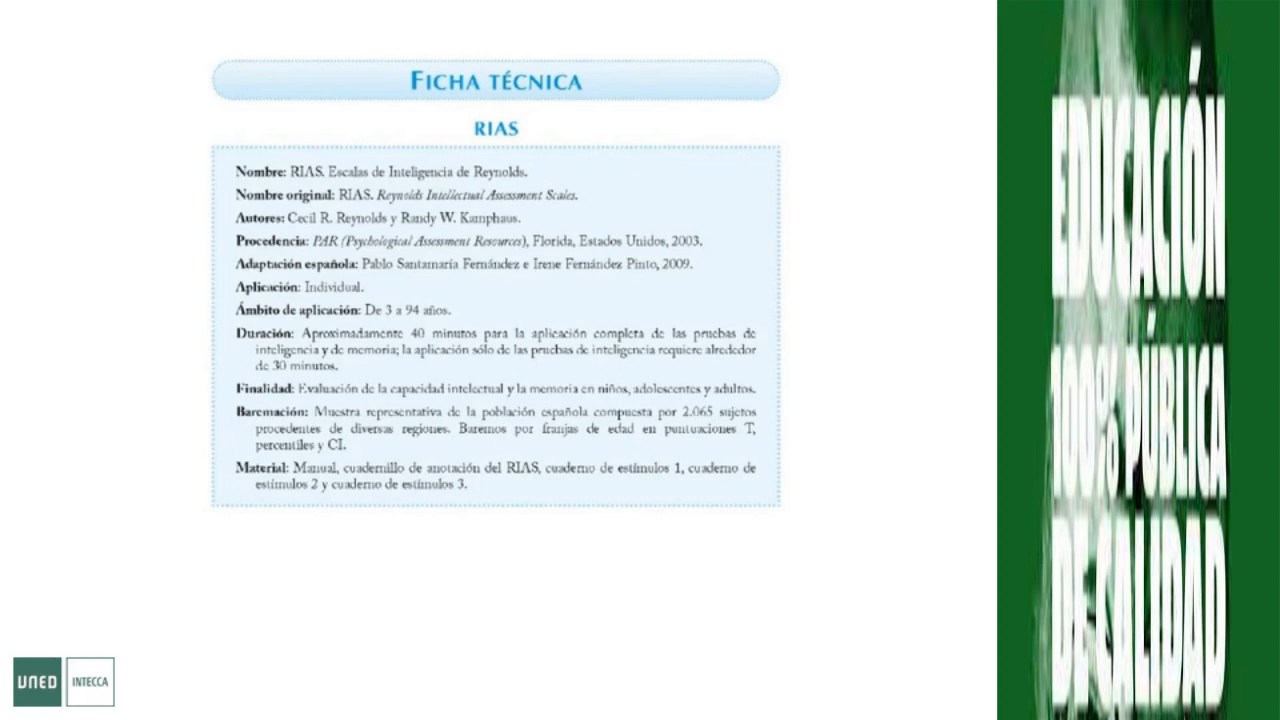 FICHA TÉCNICA
RIAS
Nombre: RIAS. Escalas de Inteligencia de Reynolds.
Nombre original: RIAS. Reynolds Intellectual Assessment Scales.
Autores: Cecil R. Reynolds y Randy W. Kamphaus.
Procedencia: PAR (Psychological Assessment Resources), Florida, Estados Unidos, 2003.
Adaptación española: Pablo Santamaría Fernández e Irene Fernández Pinto, 2009.
Aplicación: Individual.
Ámbito de aplicación: De 3 a 94 años.
Duración: Aproximadamente 40 minutos para la aplicación completa de las pruebas de
inteligencia y de memoria; la aplicación sólo de las pruebas de inteligencia requiere alrededor
de 30 minutos.
Finalidad: Evaluación de la capacidad intelectual y la memoria en niños, adolescentes y adultos.
Baremación: Muestra representativa de la población española compuesta por 2.065 sujetos
procedentes de diversas regiones. Baremos por franjas de edad en puntuaciones T,
percentiles y CI.
Material: Manual, cuadernillo de anotación del RIAS, cuaderno de estímulos 1, cuaderno de
estímulos 2 y cuaderno de estímulos 3.
EDUCACIÓN
100% PÚBLICA
DE CALIDAD
UNED
INTECCA